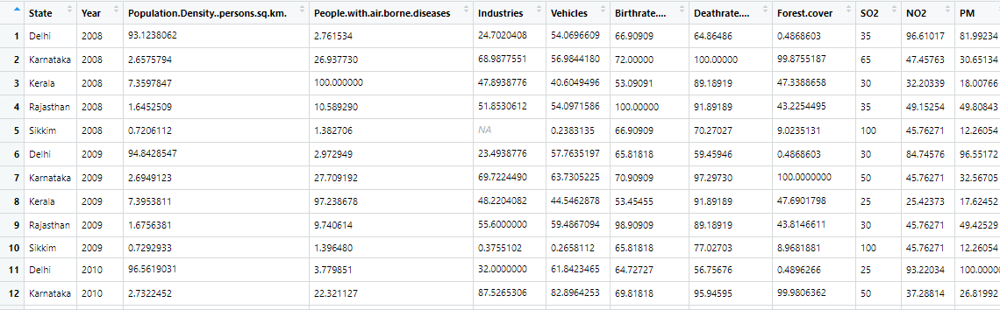 State Year Population.Density..persons.sq.km. People.with.air.borne.diseases Industries Vehicles Birthrate.... Deathrate.... Forest.cover SO2 NO2 PM
1 Delhi 2008 93.1238062 2.761534 24.7020408 54.0696609 66.90909 64.86486 0.4868603 35 96.61017 81.99234
2 Karnataka 2008 2.6575794 26.937730 68.9877551 56.9844180 72.00000 100.00000 99.8755187 65 47.45763 30.65134
3 Kerala 2008 7.3597847 100.000000 47.8938776 40.6049496 53.09091 89.18919 47.3388658 30 32.20339 18.00766
4 Rajasthan 2008 1.6452509 10.589290 51.8530612 54.0971586 100.00000 91.89189 43.2254495 35 49.15254 49.80843
5 Sikkim 2008 0.7206112 1.382706 NA 0.2383135 66.90909 70.27027 9.0235131 100 45.76271 12.26054
6 Delhi 2009 94.8428547 2.972949 23.4938776 57.7635197 65.81818 59.45946 0.4868603 30 84.74576 96.55172
7 Karnataka 2009 2.6949123 27.709192 69.7224490 63.7305225 70.90909 97.29730 100.0000000 50 45.76271 32.56705
8 Kerala 2009 7.3953811 97.238678 48.2204082 44.5462878 53.45455 91.89189 47.6901798 25 25.42373 17.62452
9 Rajasthan 2009 1.6756381 9.740614 55.6000000 59.4867094 98.90909 89.18919 43.8146611 30 45.76271 49.42529
10 Sikkim 2009 0.7292933 1.396480 0.3755102 0.2658112 65.81818 77.02703 8.9681881 100 45.76271 12.26054
11 Delhi 2010 96.5619031 3.779851 32.0000000 61.8423465 64.72727 56.75676 0.4896266 25 93.22034 100.00000
12 Karnataka 2010 2.7322452 22.321127 87.5265306 82.8964253 69.81818 95.94595 99.9806362 50 37.28814 26.81992